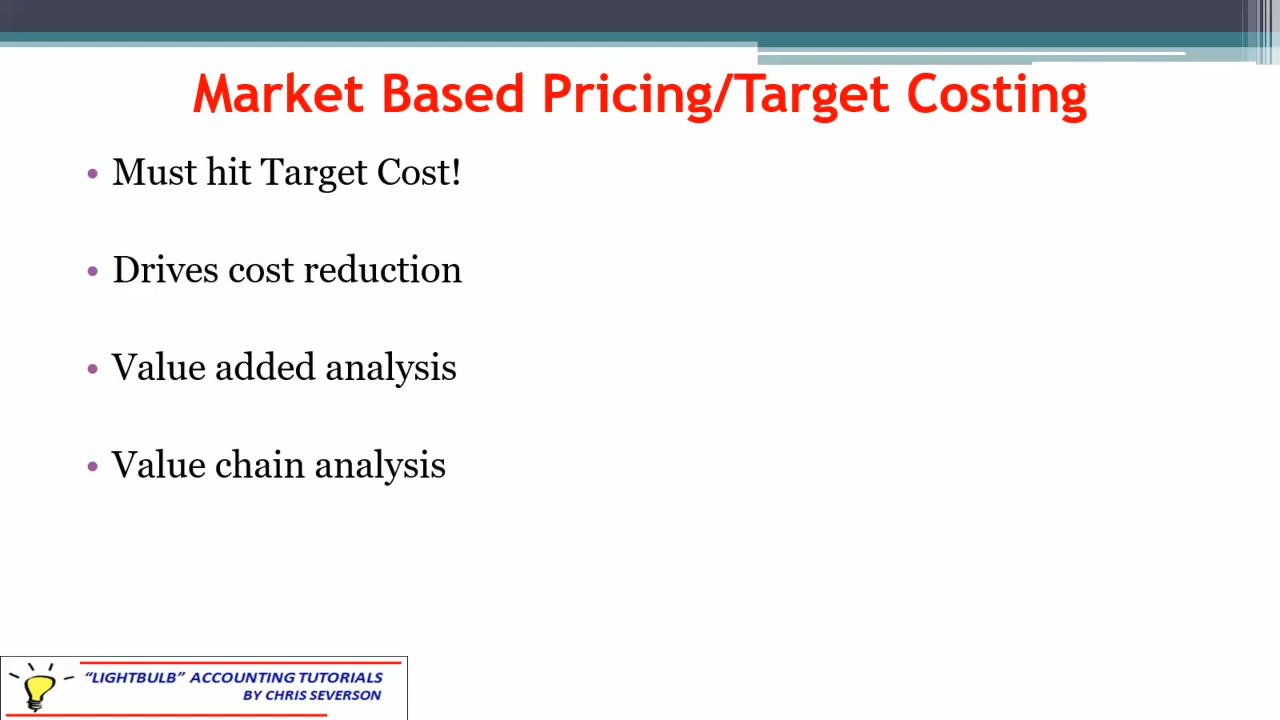 Market Based Pricing/Target Costing
• Must hit Target Cost!
• Drives cost reduction
• Value added analysis
• Value chain analysis
“LIGHTBULB” ACCOUNTING TUTORIALS
BY CHRIS SEVERSON